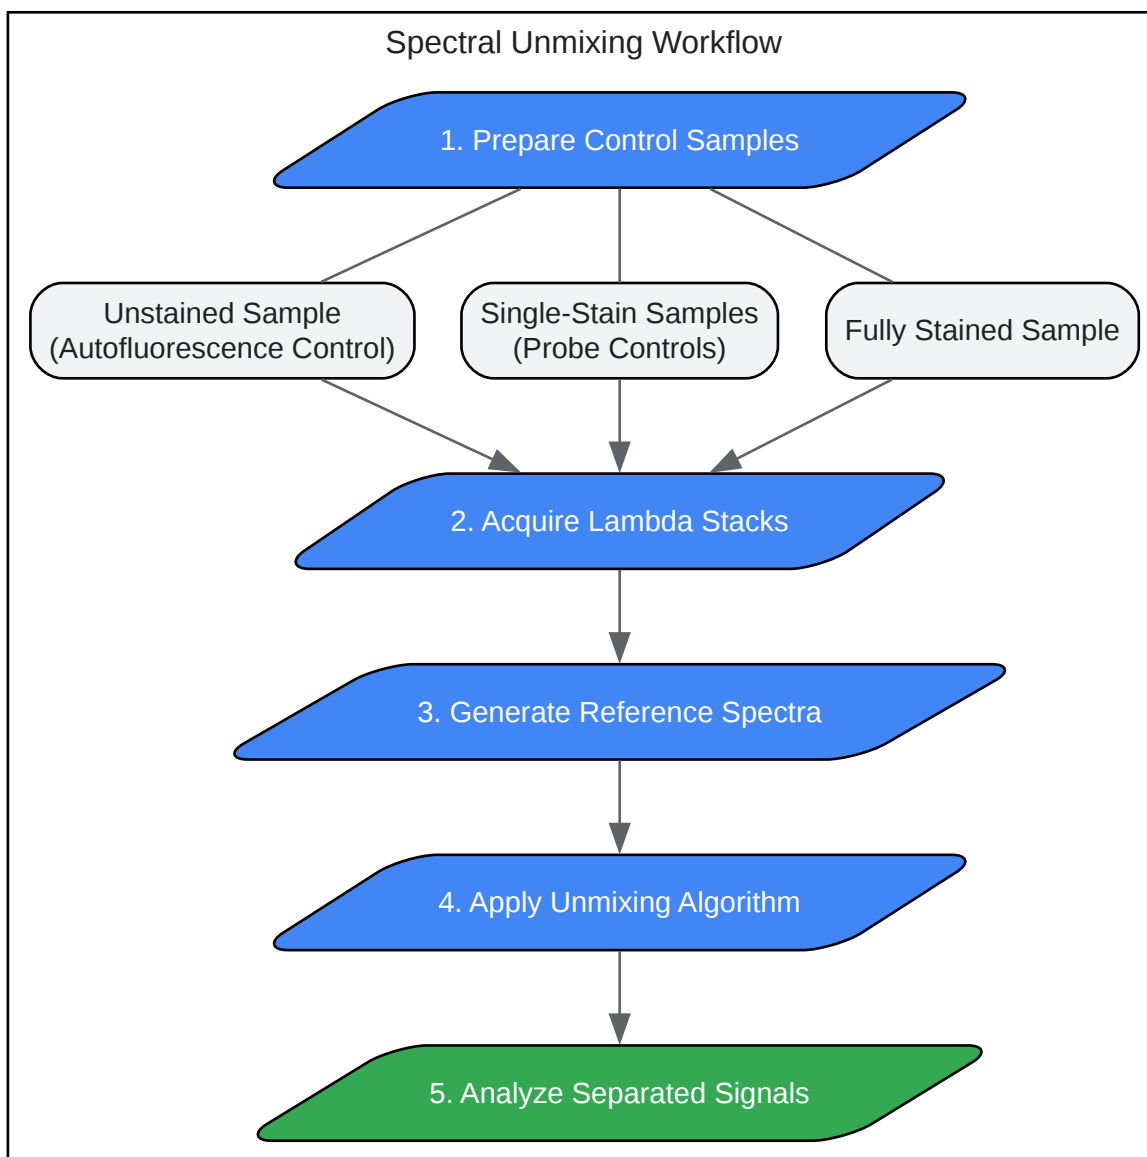 Spectral Unmixing Workflow
1. Prepare Control Samples
Unstained Sample
(Autofluorescence Control)
Single-Stain Samples
(Probe Controls)
Fully Stained Sample
2. Acquire Lambda Stacks
3. Generate Reference Spectra
4. Apply Unmixing Algorithm
5. Analyze Separated Signals